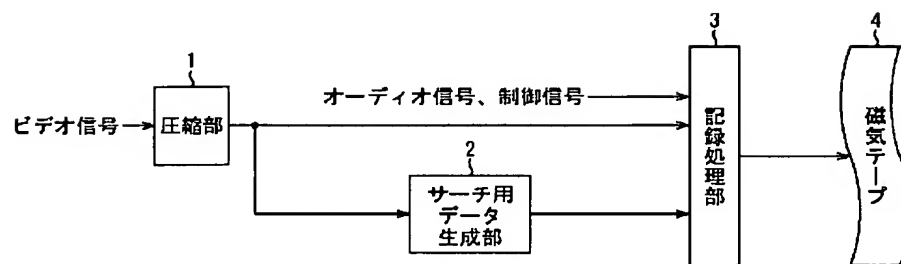 1
3
4
オーディオ信号、制御信号
ビデオ信号
圧縮部
2
サーチ用
データ
生成部
記録処理部
磁気テープ